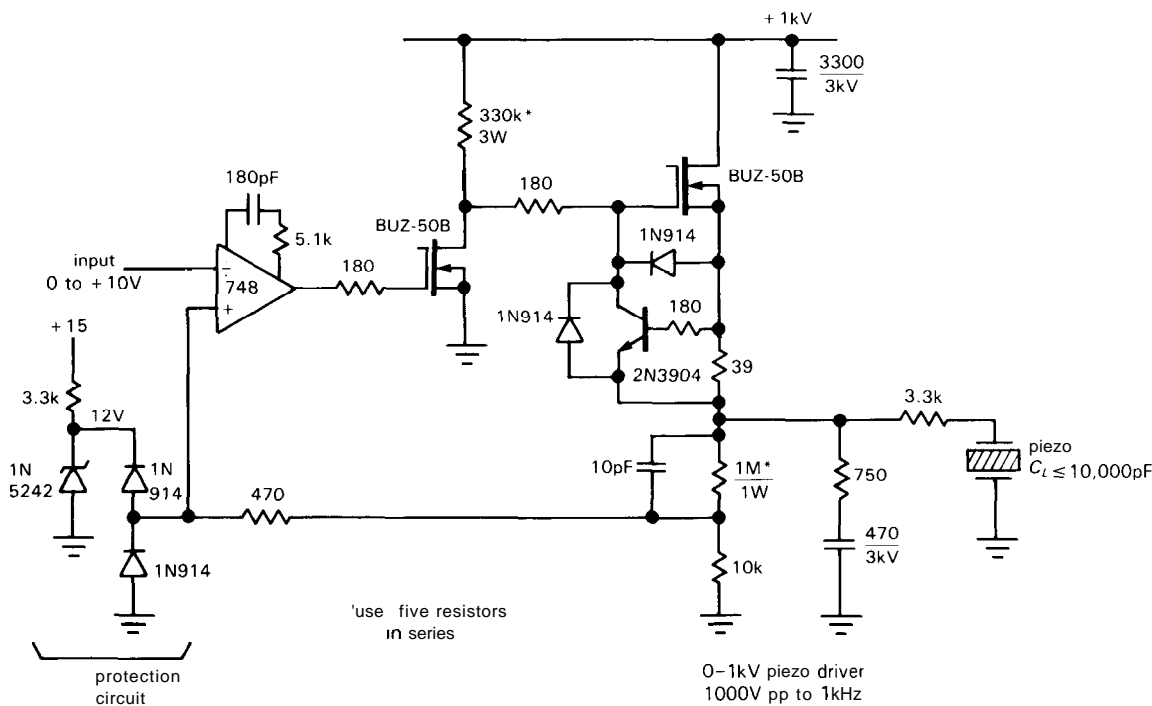 + 1kV
3300
3kV
330k*
3W
BUZ-50B
180
180pF
5.1k
BUZ-50B
1N914
input
0 to +10V
−
748
+
180
1N914
180
+15
2N3904
39
3.3k
3.3k
12V
piezo
C_L ≤ 10,000pF
1N
5242
1N
914
10pF
1M*
1W
750
470
470
3kV
1N914
10k
'use five resistors
in series
protection
circuit
0–1kV piezo driver
1000V pp to 1kHz